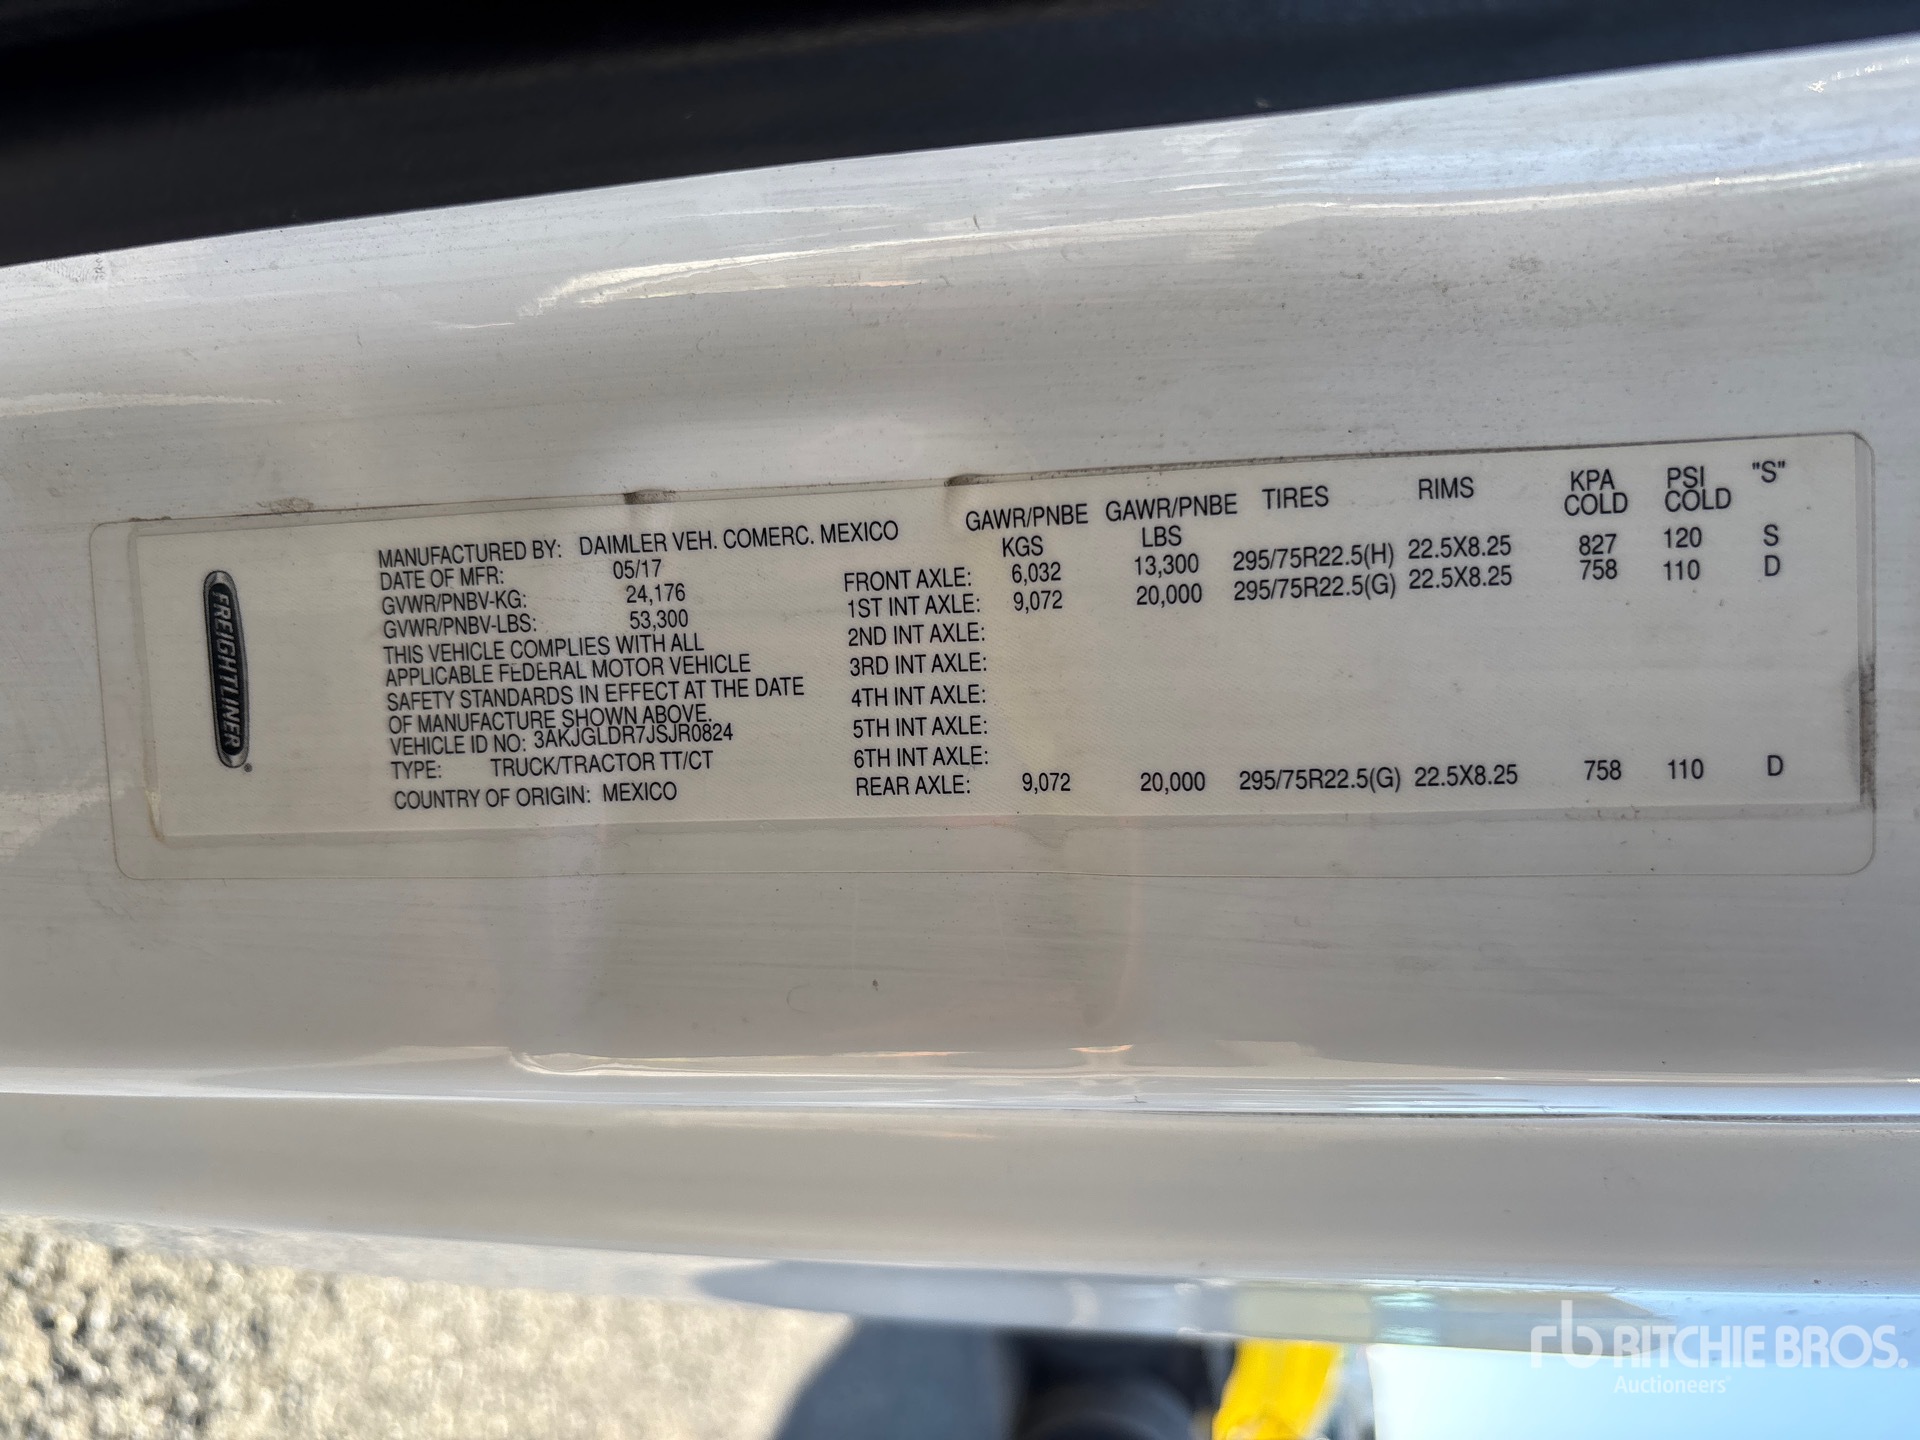 FREIGHTLINER
MANUFACTURED BY: DAIMLER VEH. COMERC. MEXICO
DATE OF MFR: 05/17
GVWR/PNBV-KG: 24,176
GVWR/PNBV-LBS: 53,300
THIS VEHICLE COMPLIES WITH ALL
APPLICABLE FEDERAL MOTOR VEHICLE
SAFETY STANDARDS IN EFFECT AT THE DATE
OF MANUFACTURE SHOWN ABOVE.
VEHICLE ID NO: 3AKJGLDR7JSJR0824
TYPE: TRUCK/TRACTOR TT/CT
COUNTRY OF ORIGIN: MEXICO
GAWR/PNBE KGS GAWR/PNBE LBS TIRES RIMS KPA COLD PSI COLD "S"
FRONT AXLE: 6,032 13,300 295/75R22.5(H) 22.5X8.25 827 120 S
1ST INT AXLE: 9,072 20,000 295/75R22.5(G) 22.5X8.25 758 110 D
2ND INT AXLE:
3RD INT AXLE:
4TH INT AXLE:
5TH INT AXLE:
6TH INT AXLE:
REAR AXLE: 9,072 20,000 295/75R22.5(G) 22.5X8.25 758 110 D
rb RITCHIE BROS.
Auctioneers